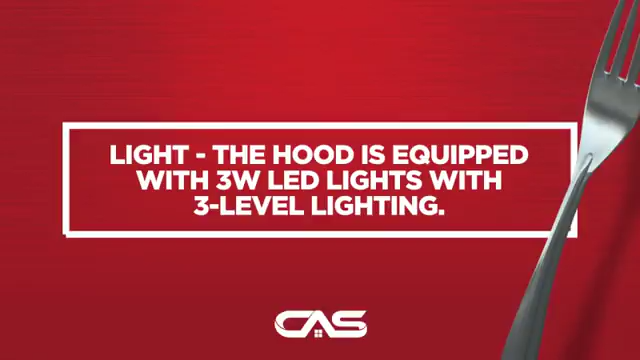 LIGHT - THE HOOD IS EQUIPPED
WITH 3W LED LIGHTS WITH
3-LEVEL LIGHTING.
CAS